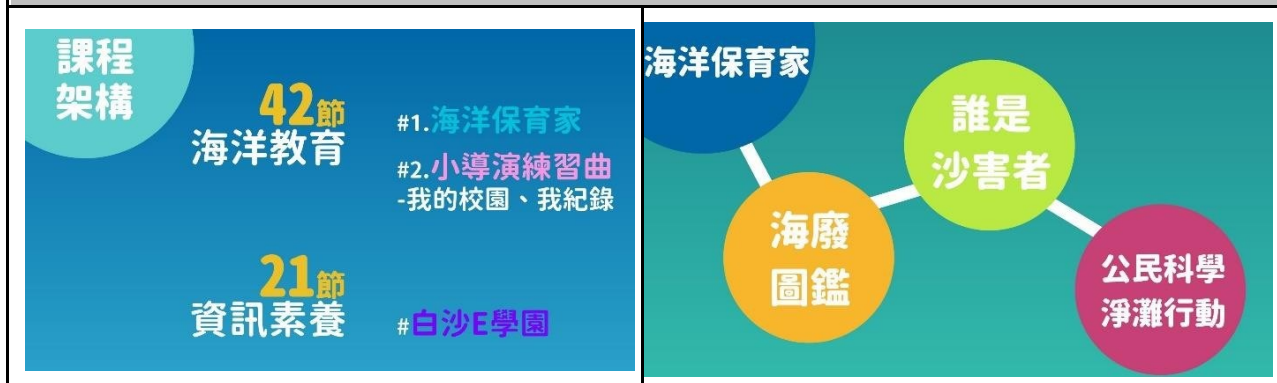 課程
架構
42節
海洋教育
#1.海洋保育家
#2.小導演練習曲
-我的校園、我紀錄
21節
資訊素養
#白沙E學園
海洋保育家
海廢
圖鑑
誰是
沙害者
公民科學
淨灘行動